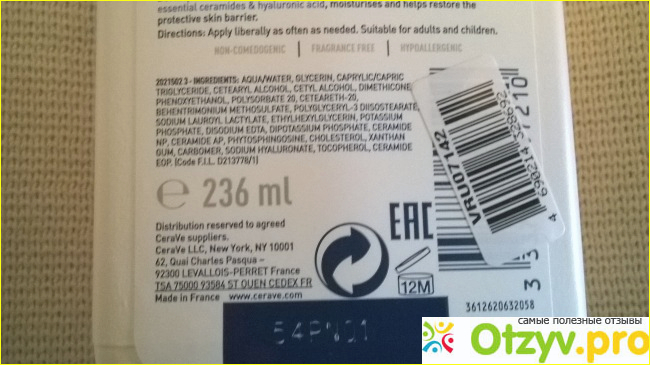 essential ceramides & hyaluronic acid, moisturises and helps restore the
protective skin barrier.
Directions: Apply liberally as often as needed. Suitable for adults and children.
NON-COMEDOGENIC | FRAGRANCE FREE | HYPOALLERGENIC
2021502 3 - INGREDIENTS: AQUA/WATER, GLYCERIN, CAPRYLIC/CAPRIC
TRIGLYCERIDE, CETEARYL ALCOHOL, CETYL ALCOHOL, DIMETHICONE,
PHENOXYETHANOL, POLYSORBATE 20, CETEARETH-20,
BEHENTRIMONIUM METHOSULFATE, POLYGLYCERYL-3 DIISOSTEARATE,
SODIUM LAUROYL LACTYLATE, ETHYLHEXYLGLYCERIN, POTASSIUM
PHOSPHATE, DISODIUM EDTA, DIPOTASSIUM PHOSPHATE, CERAMIDE
NP, CERAMIDE AP, PHYTOSPHINGOSINE, CHOLESTEROL, XANTHAN
GUM, CARBOMER, SODIUM HYALURONATE, TOCOPHEROL, CERAMIDE
EOP. (Code F.I.L. D213778/1)
℮ 236 ml
Distribution reserved to agreed
CeraVe suppliers.
CeraVe LLC, New York, NY 10001
62, Quai Charles Pasqua –
92300 LEVALLOIS-PERRET France
TSA 75000 93584 ST OUEN CEDEX FR
Made in France www.cerave.com
EAC
12M
VRU07142
3612620632058
самые полезные отзывы
Otzyv.pro